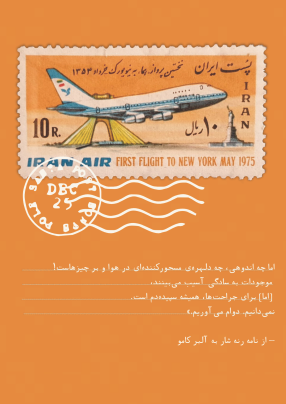 پست ایران
نخستین پرواز هما به نیویورک خرداد ۱۳۵۴
IRAN
10 R.
۱۰ ریال
IRAN AIR FIRST FLIGHT TO NEW YORK MAY 1975
DEC
25
اما چه اندوهی، چه دلهره‌ی مسحورکننده‌ای در هوا و بر چیزهاست!
موجودات به سادگی آسیب می‌بینند،
[اما] برای جراحت‌ها، همیشه سپیده‌دم است.
نمی‌دانیم. دوام می‌آوریم.»
– از نامه رنه شار به آلبر کامو